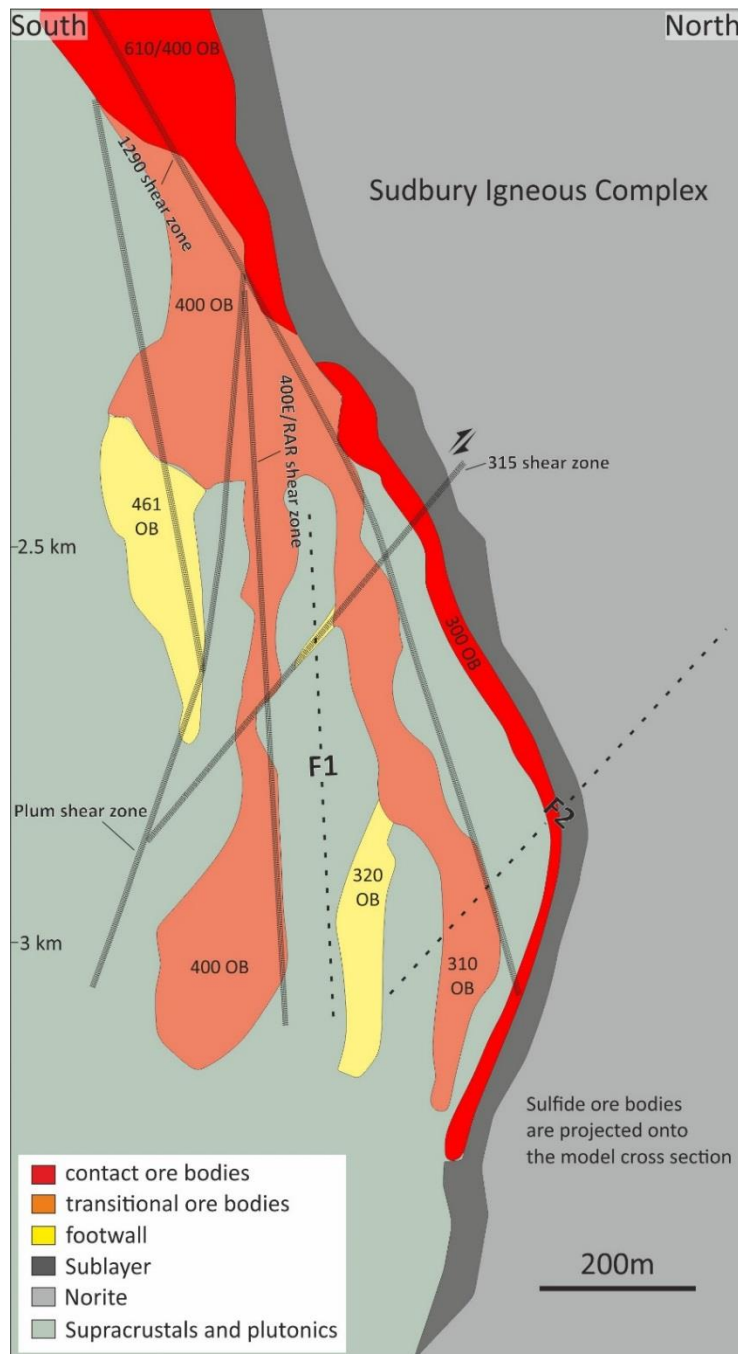 South
North
610/400 OB
1290 shear zone
Sudbury Igneous Complex
400 OB
400E/RAR shear zone
315 shear zone
461
OB
2.5 km
300 OB
F1
F2
Plum shear zone
320
OB
3 km
400 OB
310
OB
Sulfide ore bodies
are projected onto
the model cross section
contact ore bodies
transitional ore bodies
footwall
Sublayer
Norite
Supracrustals and plutonics
200m